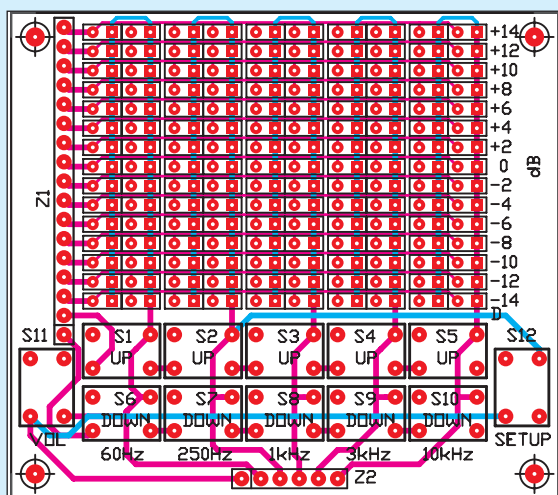 +14
+12
+10
+8
+6
+4
+2
0
-2
-4
-6
-8
-10
-12
-14
D
dB
Z1
S11 S1 S2 S3 S4 S5 S12
UP UP UP UP UP
S6 S7 S8 S9 S10
VOL DOWN DOWN DOWN DOWN DOWN SETUP
60Hz 250Hz 1kHz 3kHz 10kHz
Z2